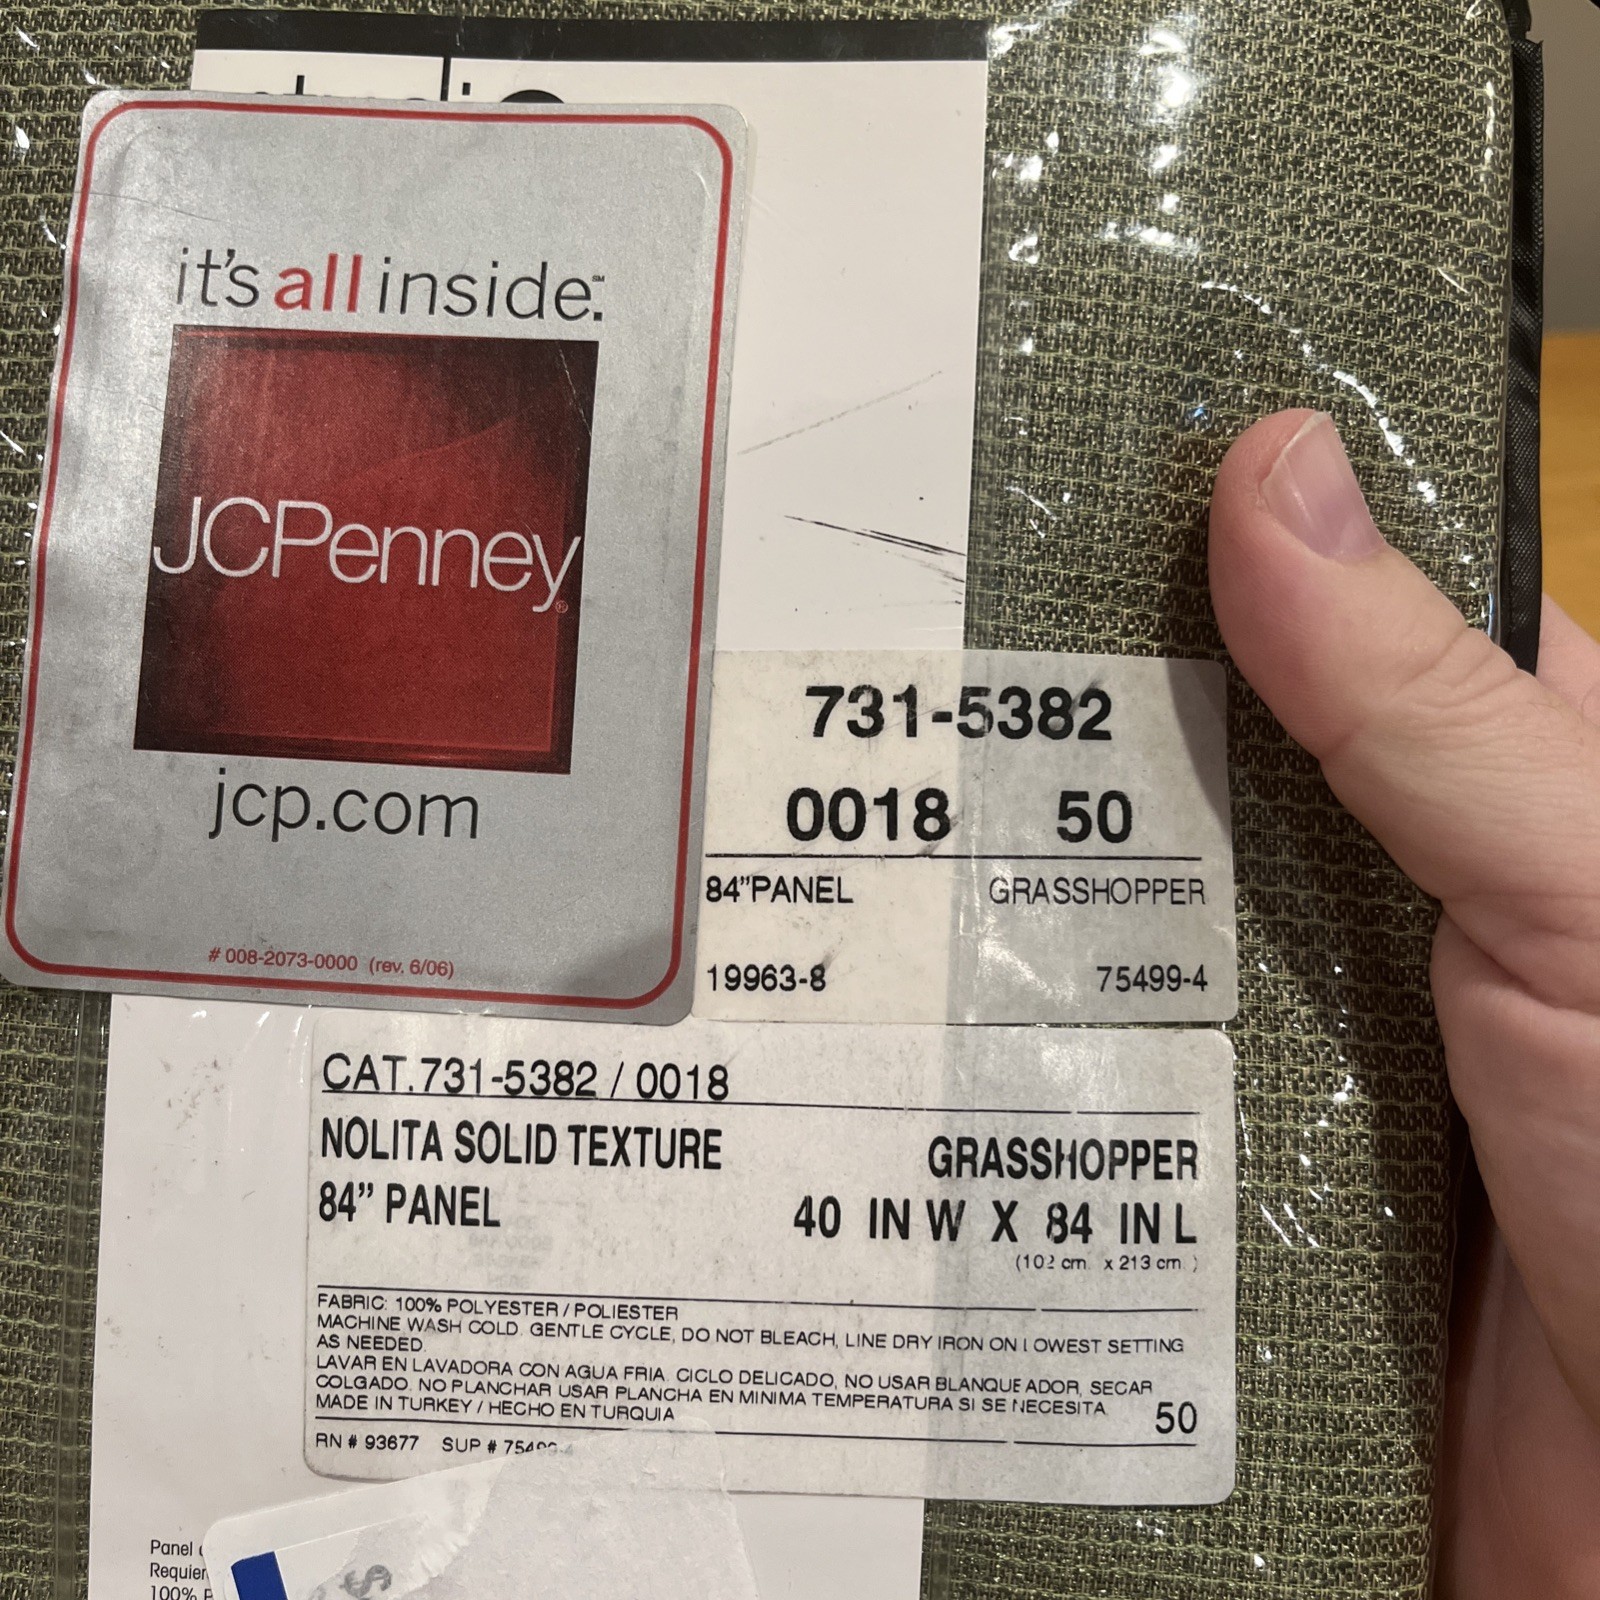 it's all inside.™
JCPenney®
jcp.com
# 008-2073-0000 (rev. 6/06)
731-5382
0018 50
84” PANEL GRASSHOPPER
19963-8 75499-4
CAT.731-5382 / 0018
NOLITA SOLID TEXTURE GRASSHOPPER
84” PANEL 40 IN W X 84 IN L
(102 cm. x 213 cm.)
FABRIC: 100% POLYESTER / POLIESTER
MACHINE WASH COLD, GENTLE CYCLE, DO NOT BLEACH, LINE DRY IRON ON LOWEST SETTING
AS NEEDED.
LAVAR EN LAVADORA CON AGUA FRIA. CICLO DELICADO, NO USAR BLANQUEADOR, SECAR
COLGADO. NO PLANCHAR USAR PLANCHA EN MINIMA TEMPERATURA SI SE NECESITA.
MADE IN TURKEY / HECHO EN TURQUIA 50
RN # 93677 SUP # 75499-4
Panel
100%
$